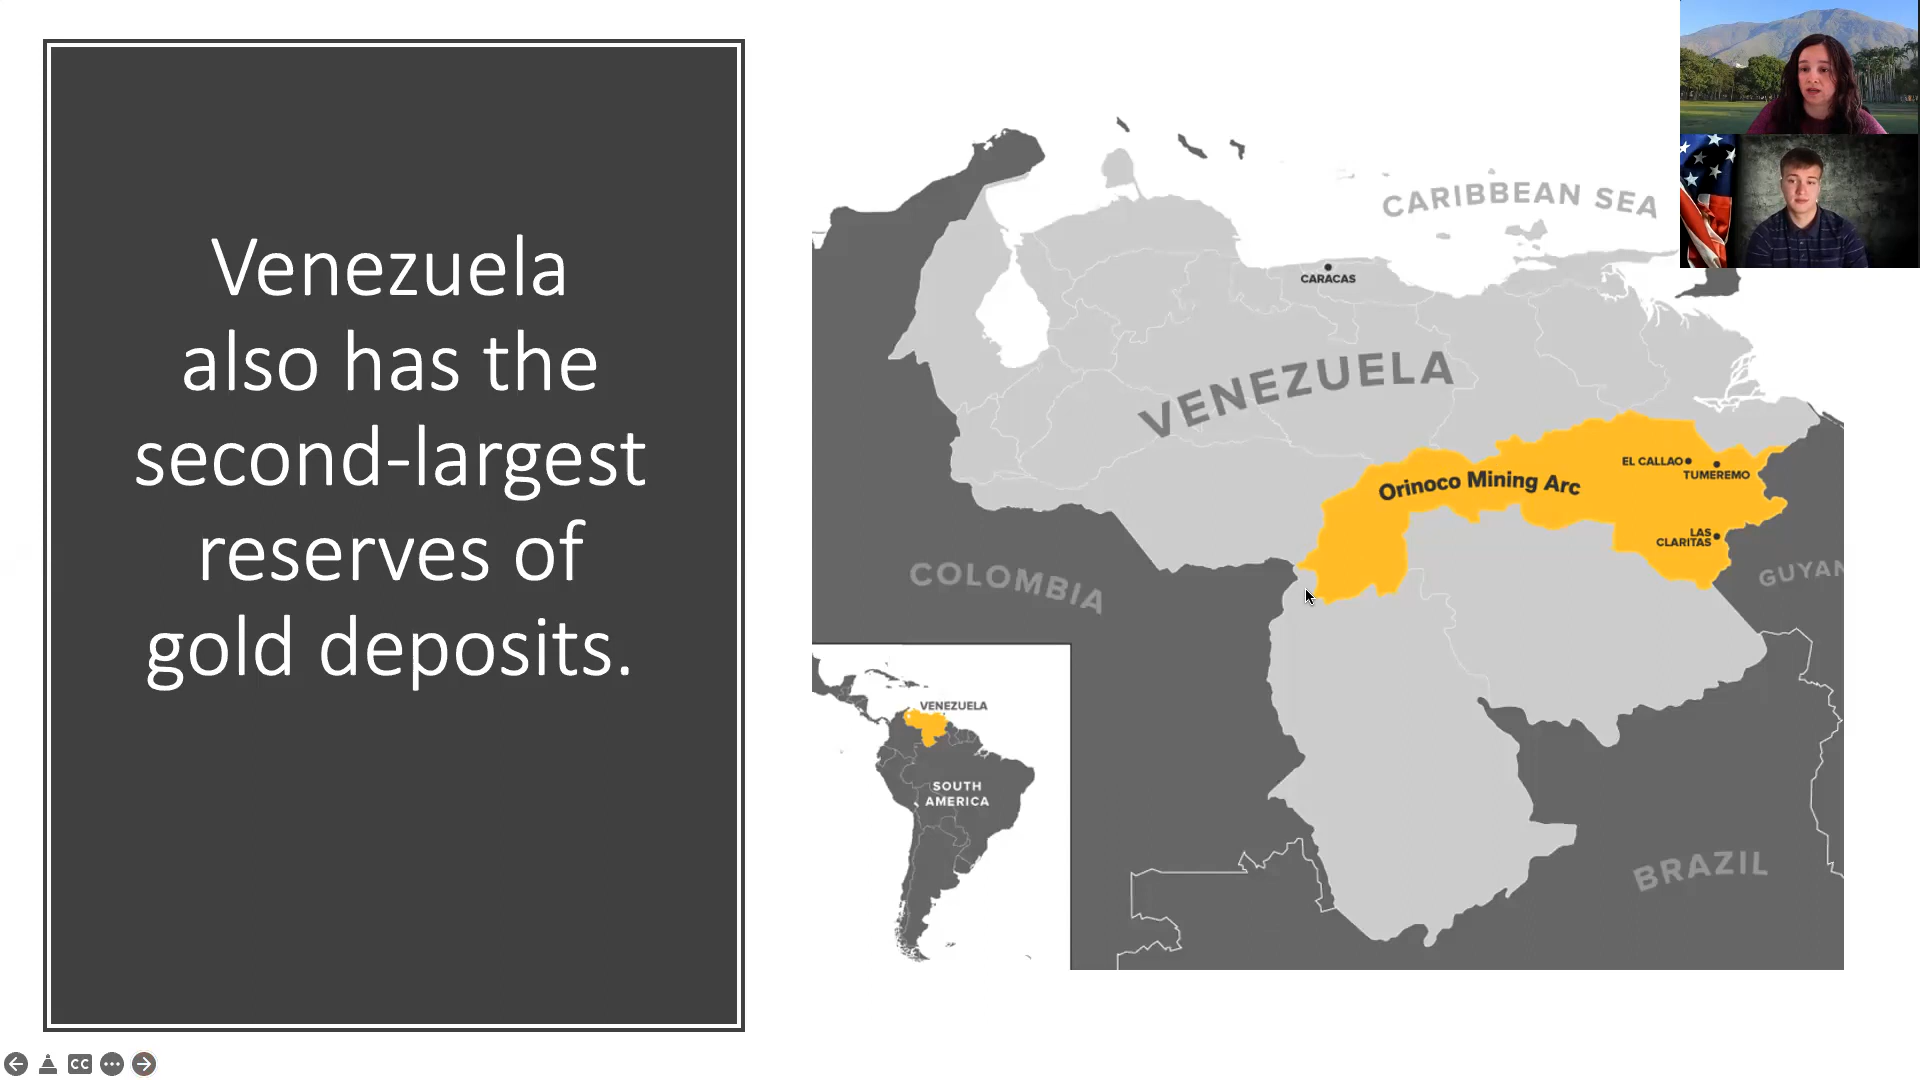 Venezuela
also has the
second-largest
reserves of
gold deposits.
CARIBBEAN SEA
CARACAS
VENEZUELA
EL CALLAO
TUMEREMO
Orinoco Mining Arc
LAS
CLARITAS
COLOMBIA
GUYAN
VENEZUELA
SOUTH
AMERICA
BRAZIL
CC